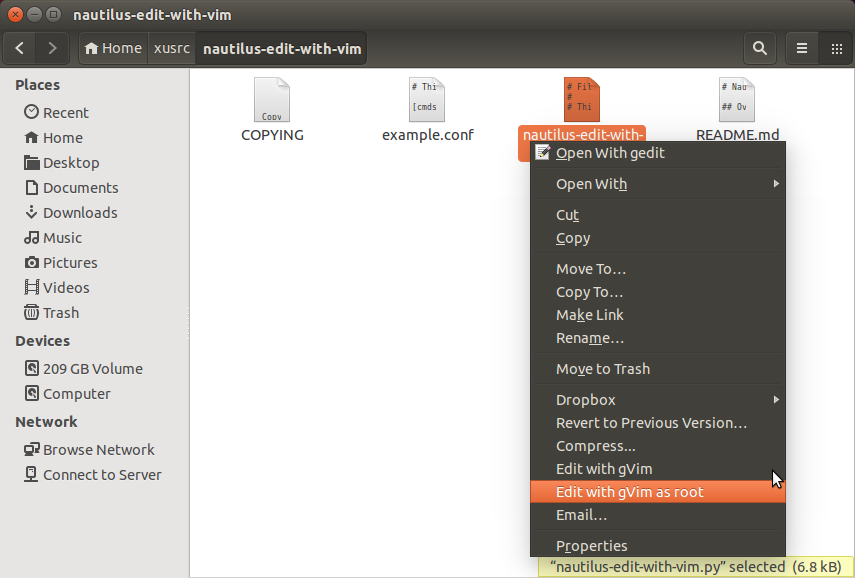 nautilus-edit-with-vim
Home xusrc nautilus-edit-with-vim
Places
Recent
Home
Desktop
Documents
Downloads
Music
Pictures
Videos
Trash
Devices
209 GB Volume
Computer
Network
Browse Network
Connect to Server
Copy
COPYING
# Thi
[cmds
example.conf
# Fil
#
# Thi
nautilus-edit-with-
# Nau
## Ov
README.md
Open With gedit
Open With
Cut
Copy
Move To…
Copy To…
Make Link
Rename…
Move to Trash
Dropbox
Revert to Previous Version…
Compress...
Edit with gVim
Edit with gVim as root
Email…
Properties
“nautilus-edit-with-vim.py” selected (6.8 kB)